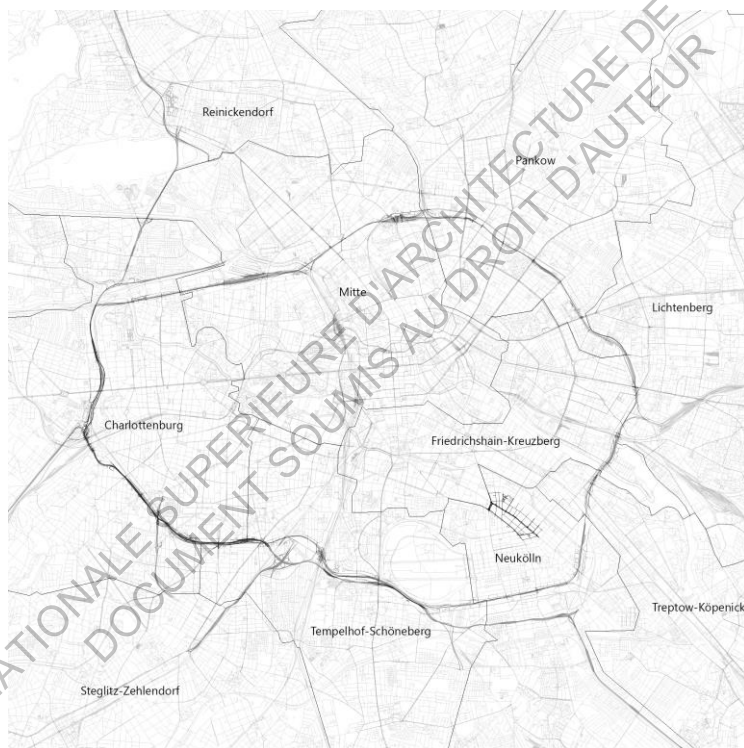 Reinickendorf
Pankow
Mitte
Lichtenberg
Charlottenburg
Friedrichshain-Kreuzberg
Neukölln
Treptow-Köpenick
Tempelhof-Schöneberg
Steglitz-Zehlendorf
NATIONALE SUPERIEURE D'ARCHITECTURE DE
DOCUMENT SOUMIS AU DROIT D'AUTEUR